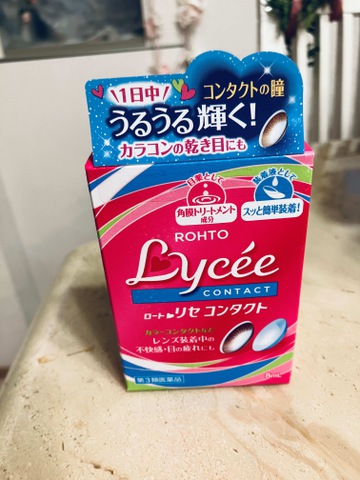 1日中 コンタクトの瞳
うるうる輝く!
カラコンの乾き目にも
目薬として
角膜トリートメント
成分
装着液として
スッと簡単装着!
ROHTO
Lycée
CONTACT
ロート リセ コンタクト
カラーコンタクトなど
レンズ装着中の
不快感・目の疲れにも
第3類医薬品
8mL